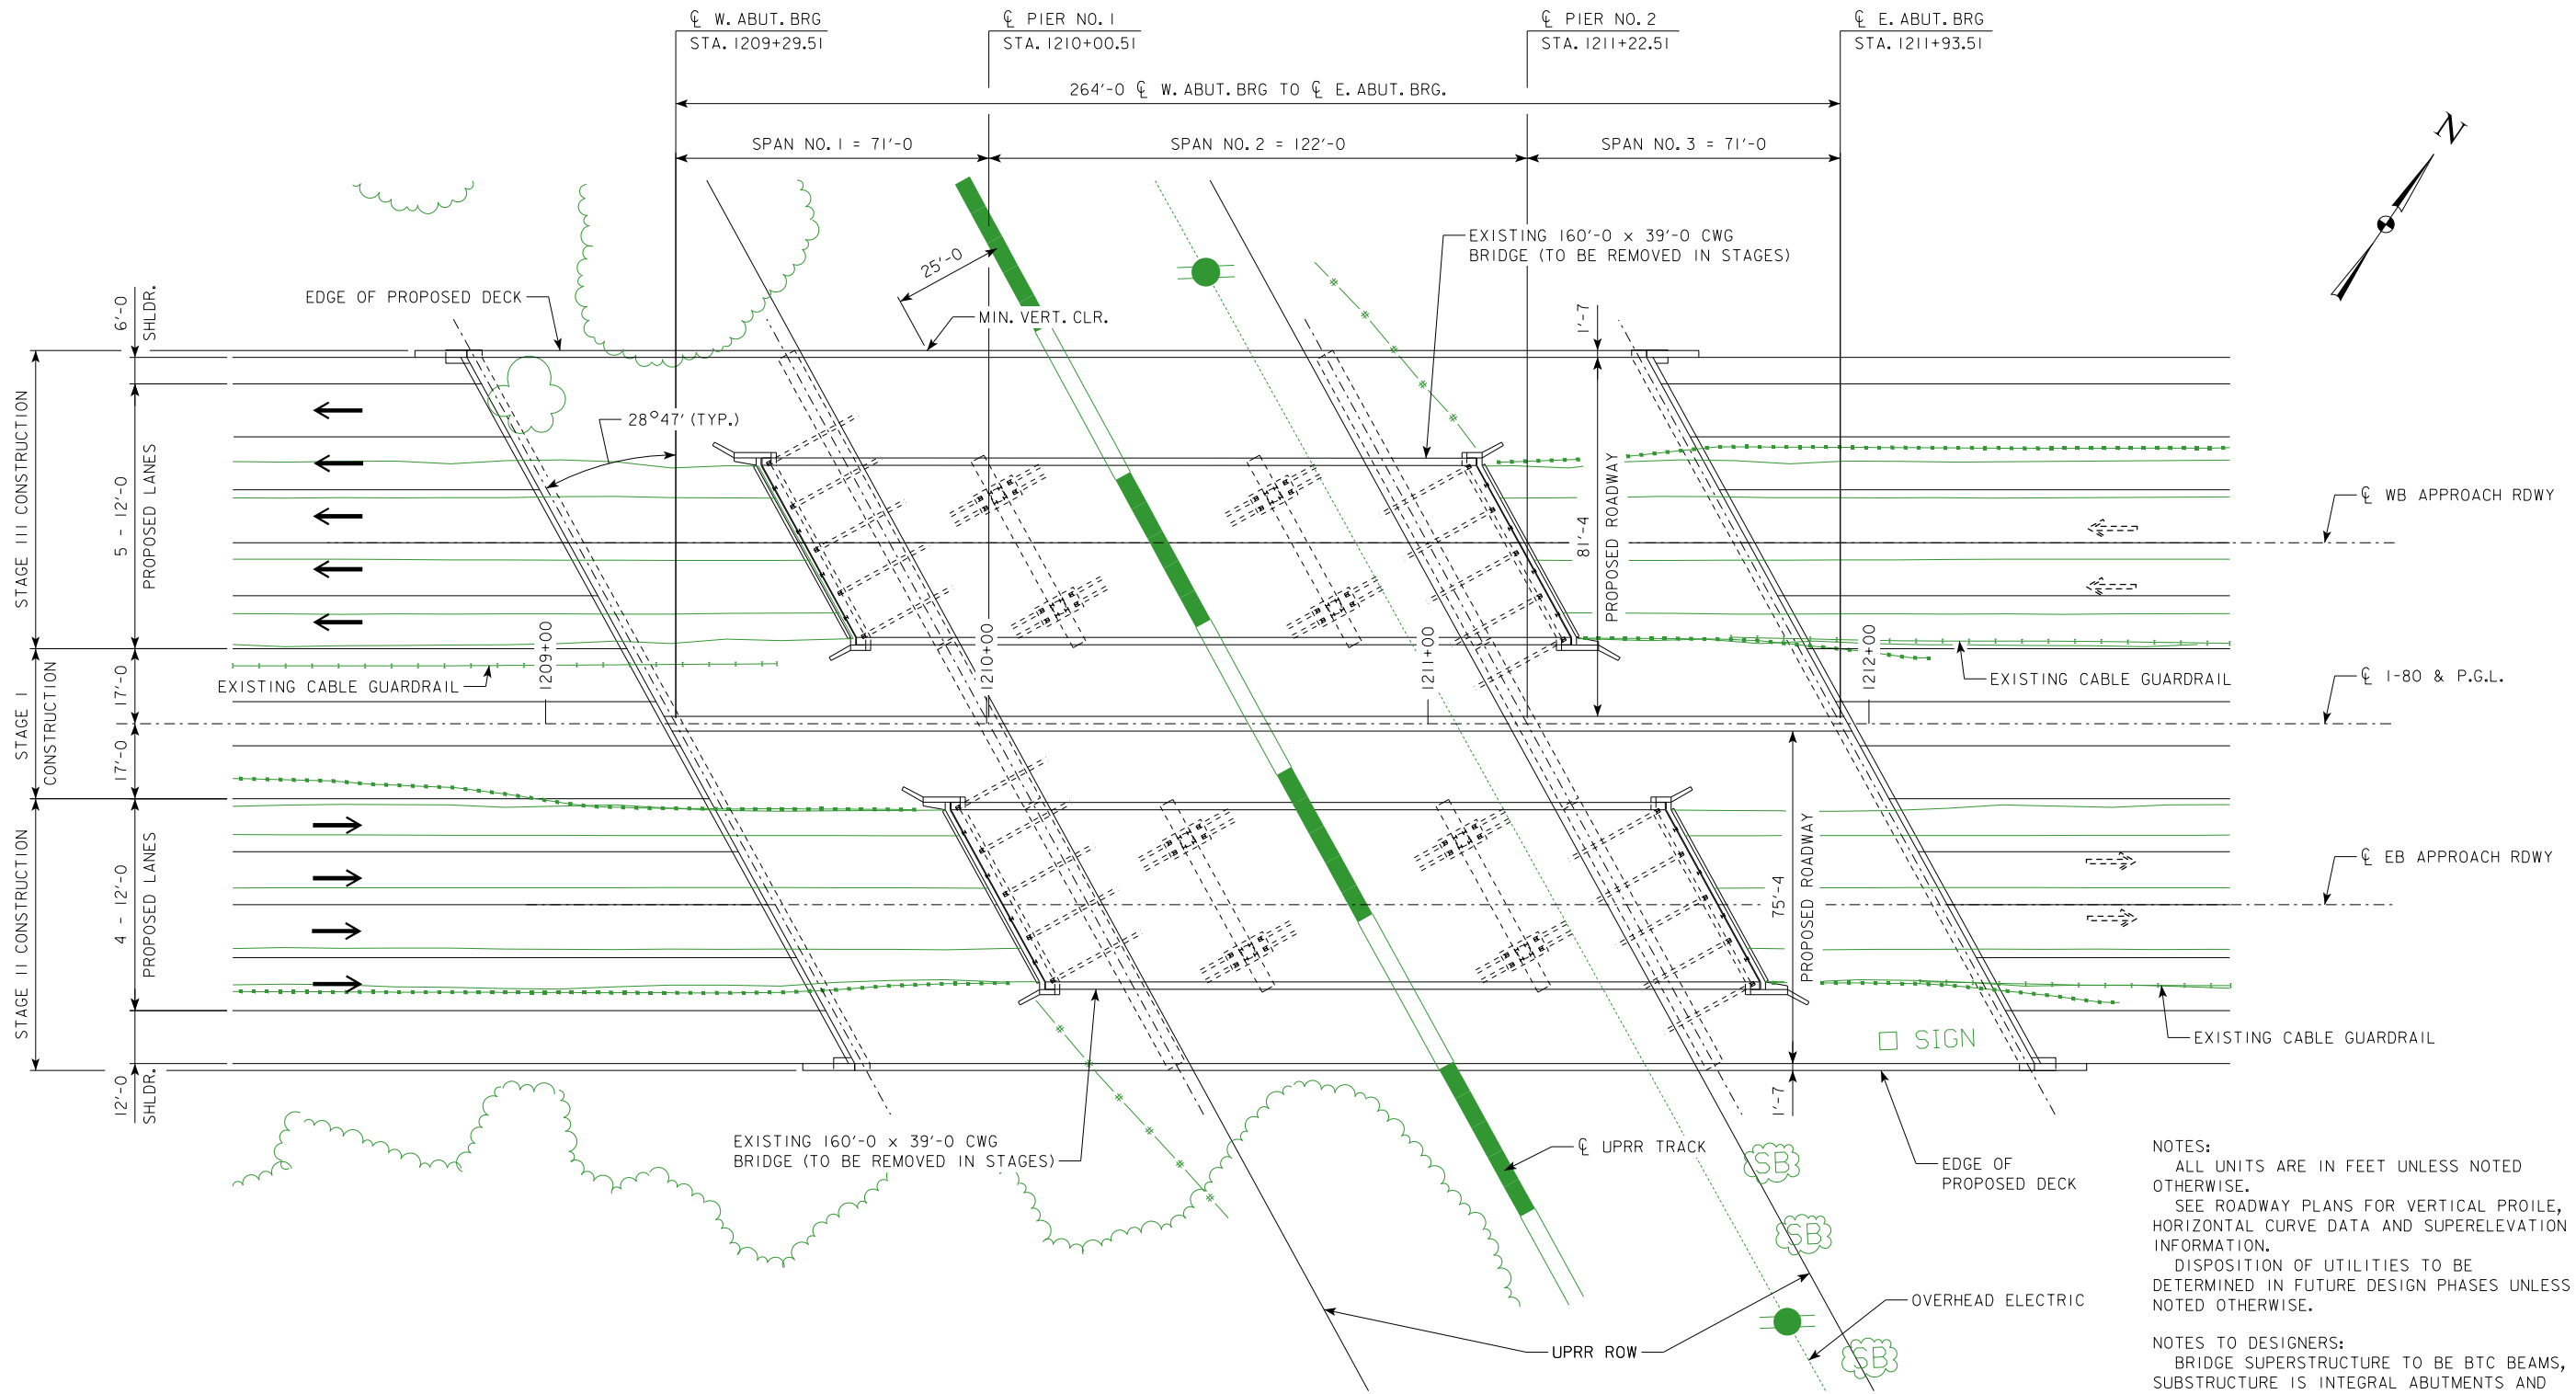 ℄ W. ABUT. BRG
STA. 1209+29.51
℄ PIER NO. 1
STA. 1210+00.51
℄ PIER NO. 2
STA. 1211+22.51
℄ E. ABUT. BRG
STA. 1211+93.51
264'-0 ℄ W. ABUT. BRG TO ℄ E. ABUT. BRG.
SPAN NO. 1 = 71'-0
SPAN NO. 2 = 122'-0
SPAN NO. 3 = 71'-0
N
EXISTING 160'-0 x 39'-0 CWG
BRIDGE (TO BE REMOVED IN STAGES)
25'-0
MIN. VERT. CLR.
EDGE OF PROPOSED DECK
6'-0
SHLDR.
1'-7
28°47' (TYP.)
STAGE III CONSTRUCTION
5 - 12'-0
PROPOSED LANES
81'-4
PROPOSED ROADWAY
℄ WB APPROACH RDWY
1209+00
1210+00
1211+00
1212+00
EXISTING CABLE GUARDRAIL
EXISTING CABLE GUARDRAIL
℄ I-80 & P.G.L.
STAGE I
CONSTRUCTION
17'-0
17'-0
STAGE II CONSTRUCTION
4 - 12'-0
PROPOSED LANES
75'-4
PROPOSED ROADWAY
℄ EB APPROACH RDWY
SIGN
EXISTING CABLE GUARDRAIL
12'-0
SHLDR.
1'-7
EXISTING 160'-0 x 39'-0 CWG
BRIDGE (TO BE REMOVED IN STAGES)
℄ UPRR TRACK
SB
SB
SB
EDGE OF
PROPOSED DECK
OVERHEAD ELECTRIC
UPRR ROW
NOTES:
ALL UNITS ARE IN FEET UNLESS NOTED
OTHERWISE.
SEE ROADWAY PLANS FOR VERTICAL PROILE,
HORIZONTAL CURVE DATA AND SUPERELEVATION
INFORMATION.
DISPOSITION OF UTILITIES TO BE
DETERMINED IN FUTURE DESIGN PHASES UNLESS
NOTED OTHERWISE.
NOTES TO DESIGNERS:
BRIDGE SUPERSTRUCTURE TO BE BTC BEAMS,
SUBSTRUCTURE IS INTEGRAL ABUTMENTS AND